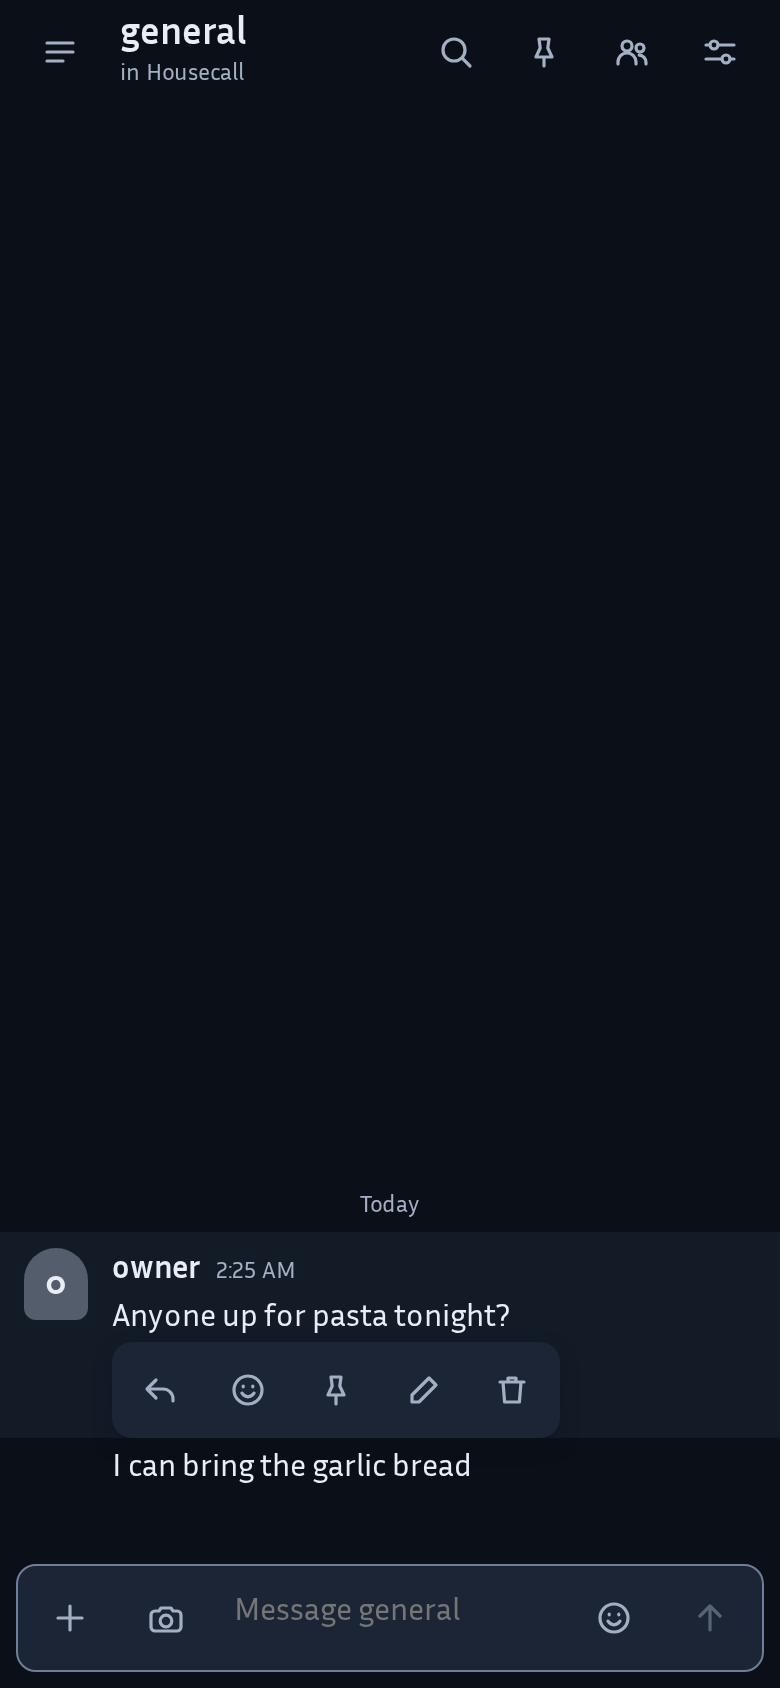 general
in Housecall
Today
owner 2:25 AM
Anyone up for pasta tonight?
I can bring the garlic bread
Message general